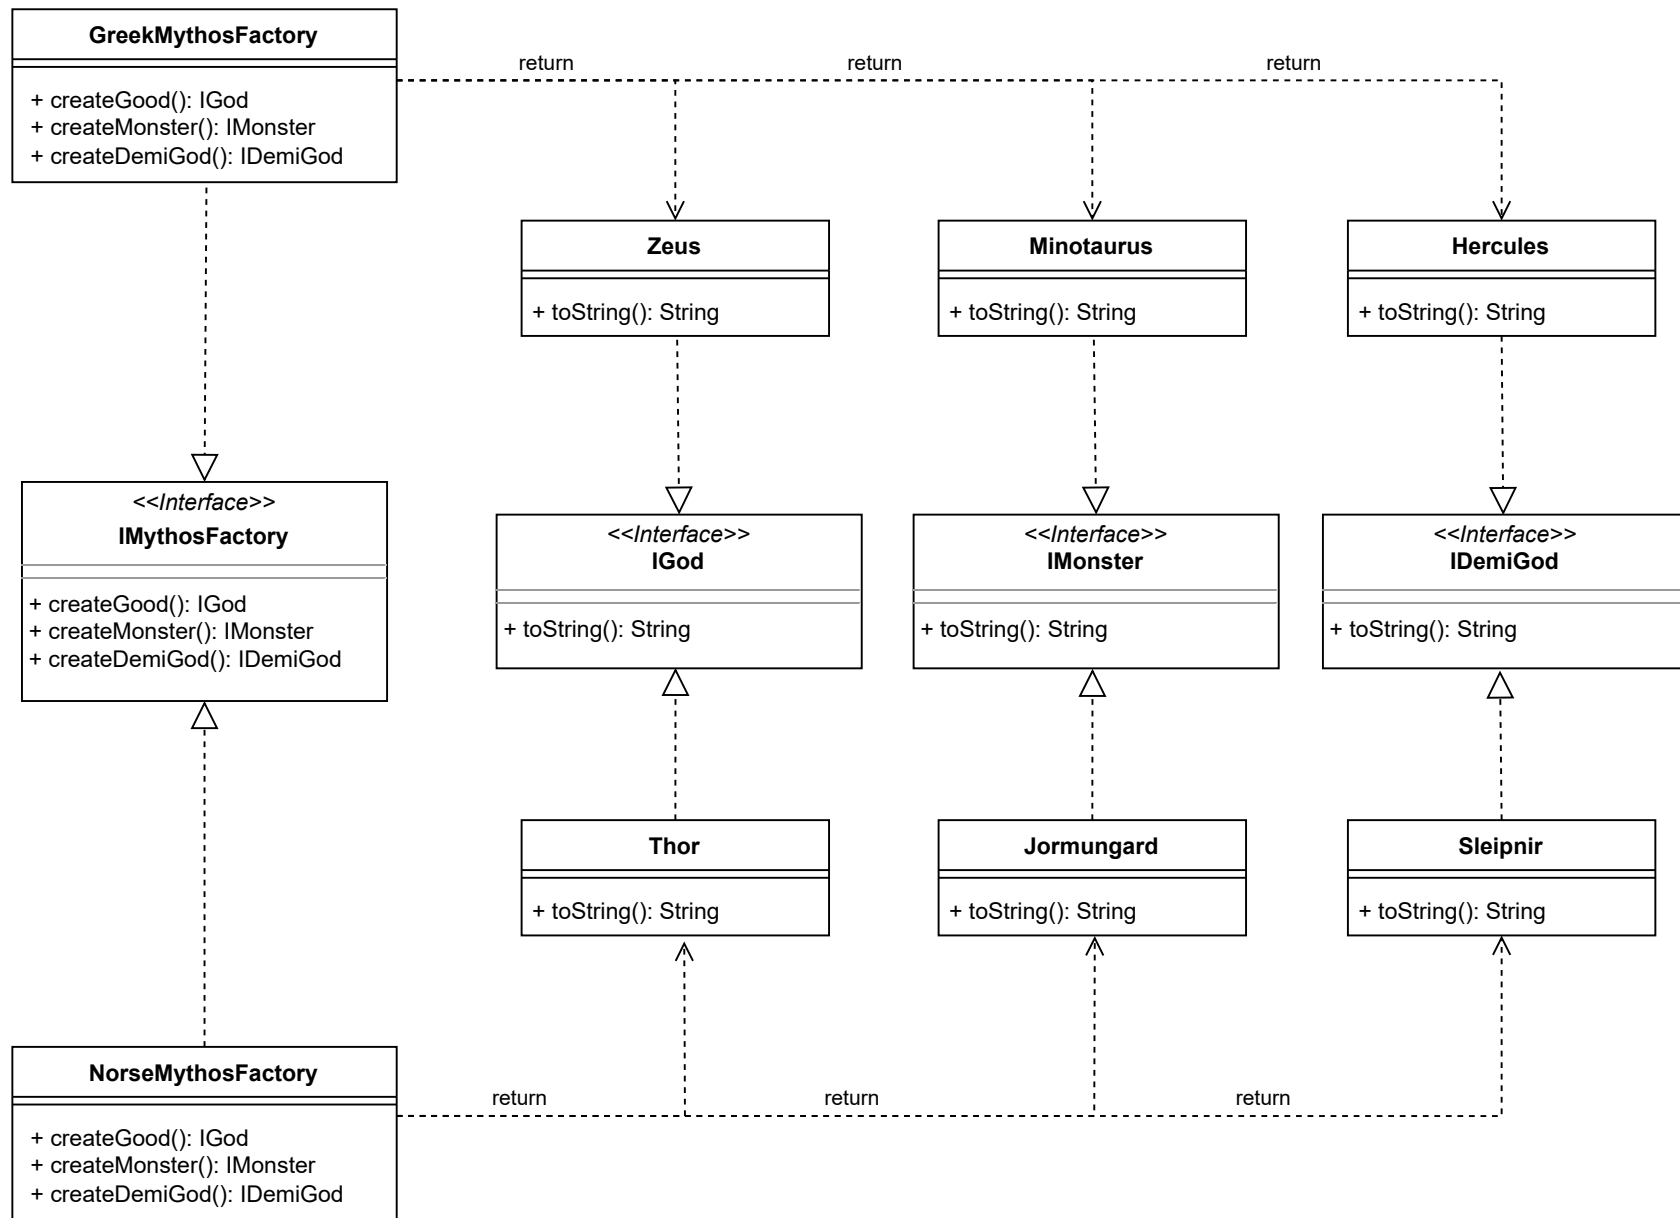 GreekMythosFactory
+ createGood(): IGod
+ createMonster(): IMonster
+ createDemiGod(): IDemiGod
return
return
return
Zeus
+ toString(): String
Minotaurus
+ toString(): String
Hercules
+ toString(): String
<<Interface>>
IMythosFactory
+ createGood(): IGod
+ createMonster(): IMonster
+ createDemiGod(): IDemiGod
<<Interface>>
IGod
+ toString(): String
<<Interface>>
IMonster
+ toString(): String
<<Interface>>
IDemiGod
+ toString(): String
Thor
+ toString(): String
Jormungard
+ toString(): String
Sleipnir
+ toString(): String
NorseMythosFactory
+ createGood(): IGod
+ createMonster(): IMonster
+ createDemiGod(): IDemiGod
return
return
return